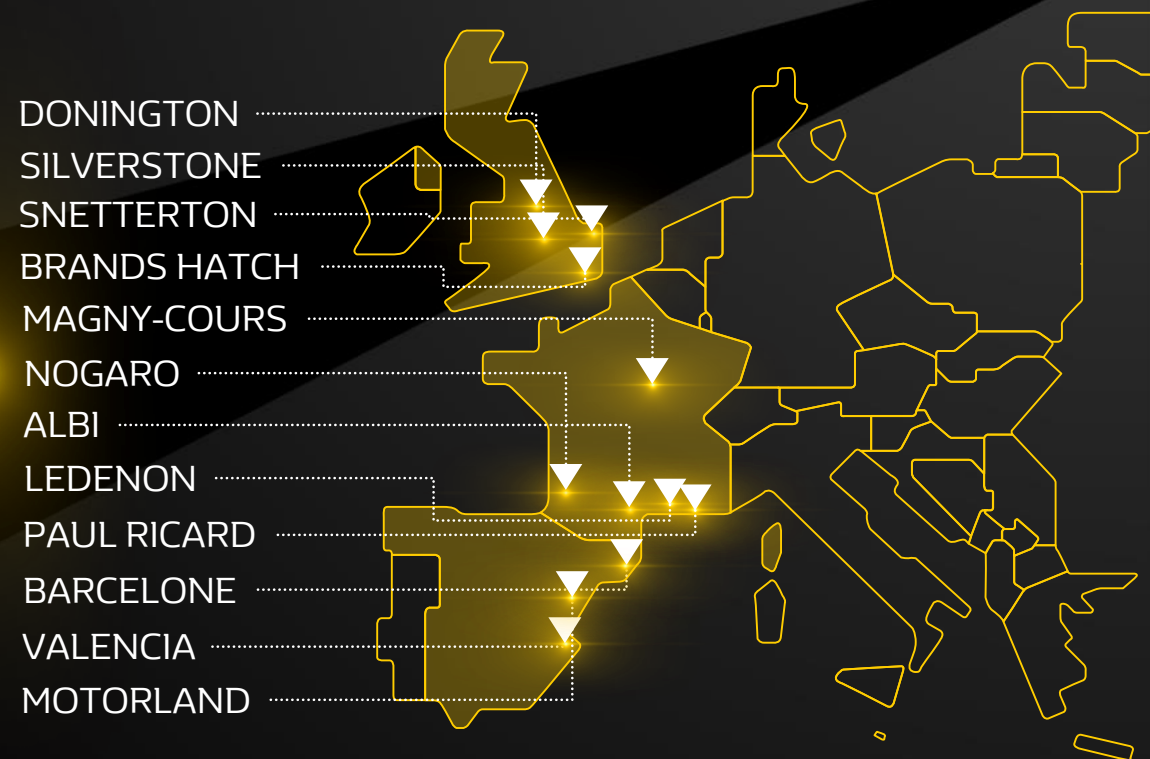 DONINGTON
SILVERSTONE
SNETTERTON
BRANDS HATCH
MAGNY-COURS
NOGARO
ALBI
LEDENON
PAUL RICARD
BARCELONE
VALENCIA
MOTORLAND